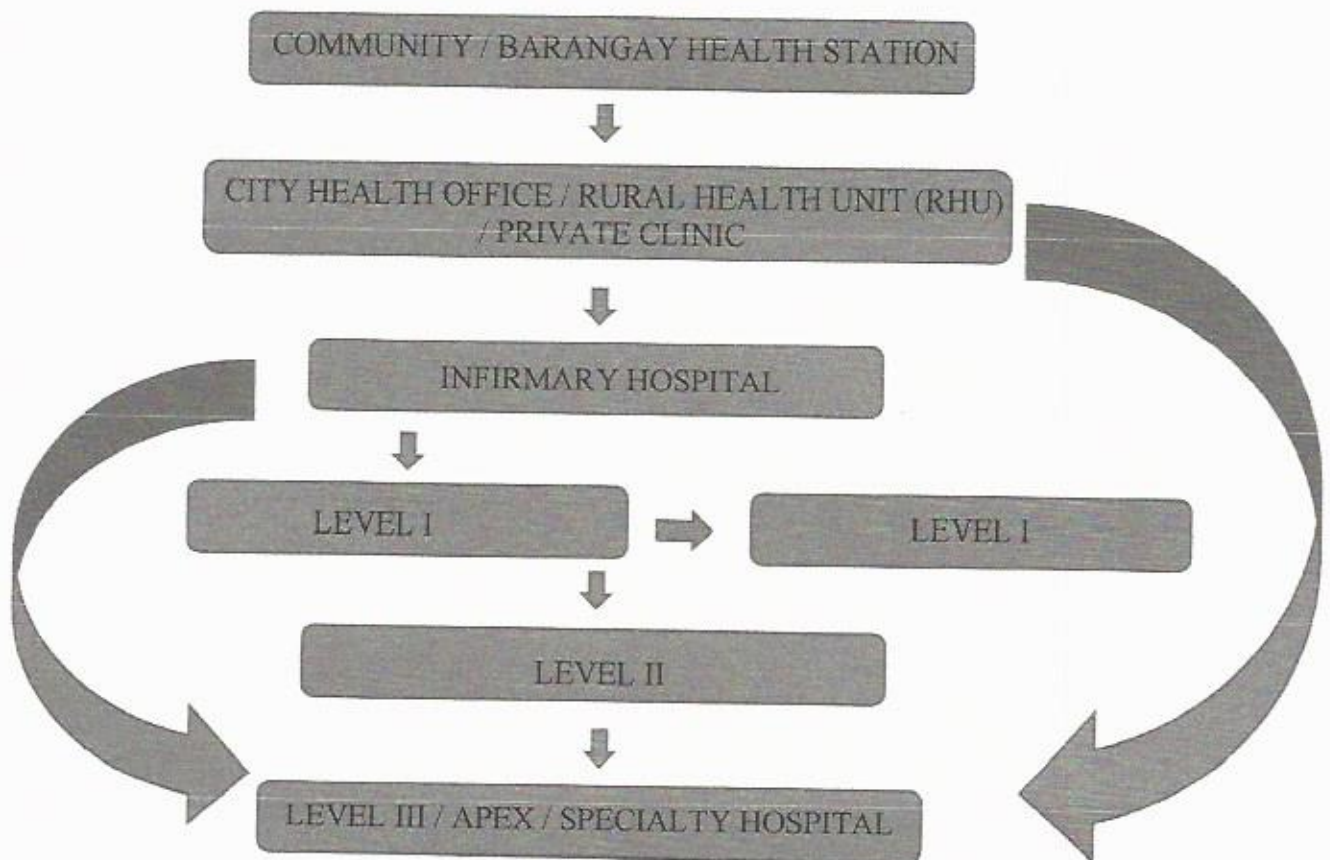 COMMUNITY / BARANGAY HEALTH STATION
CITY HEALTH OFFICE / RURAL HEALTH UNIT (RHU)
/ PRIVATE CLINIC
INFIRMARY HOSPITAL
LEVEL I
LEVEL I
LEVEL II
LEVEL III / APEX / SPECIALTY HOSPITAL